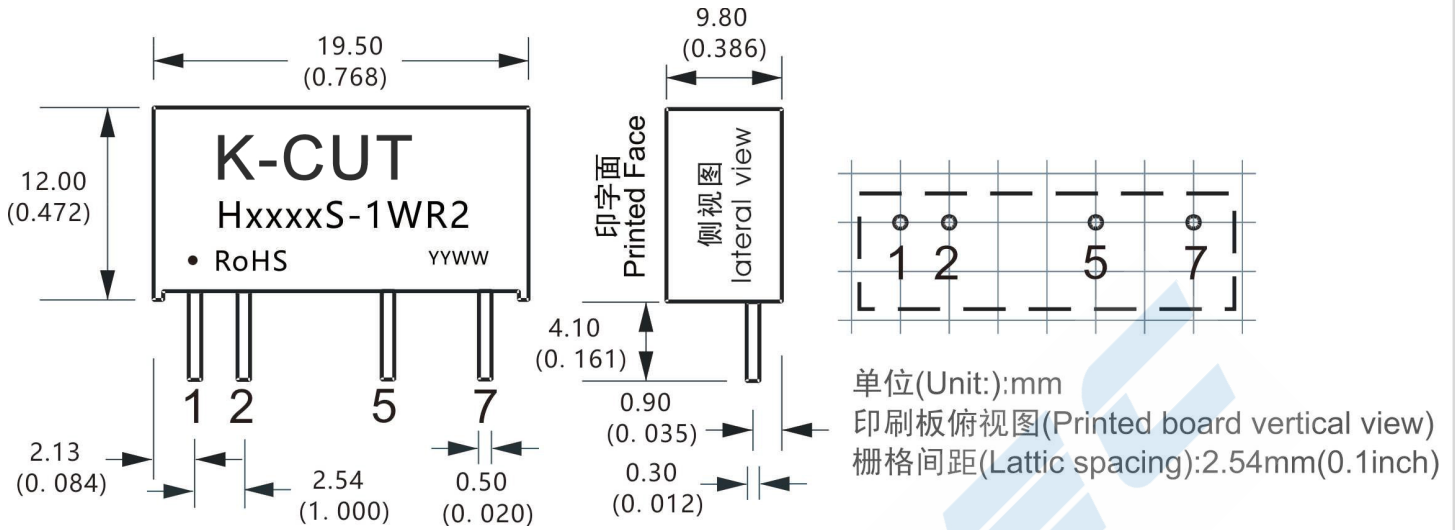 19.50
(0.768)
12.00
(0.472)
K-CUT
HxxxxS-1WR2
• RoHS YYWW
1 2 5 7
2.13
(0. 084)
2.54
(1. 000)
0.50
(0. 020)
9.80
(0.386)
印字面
Printed Face
侧视图
lateral view
4.10
(0. 161)
0.90
(0. 035)
0.30
(0. 012)
1 2 5 7
单位(Unit:):mm
印刷板俯视图(Printed board vertical view)
栅格间距(Lattic spacing):2.54mm(0.1inch)